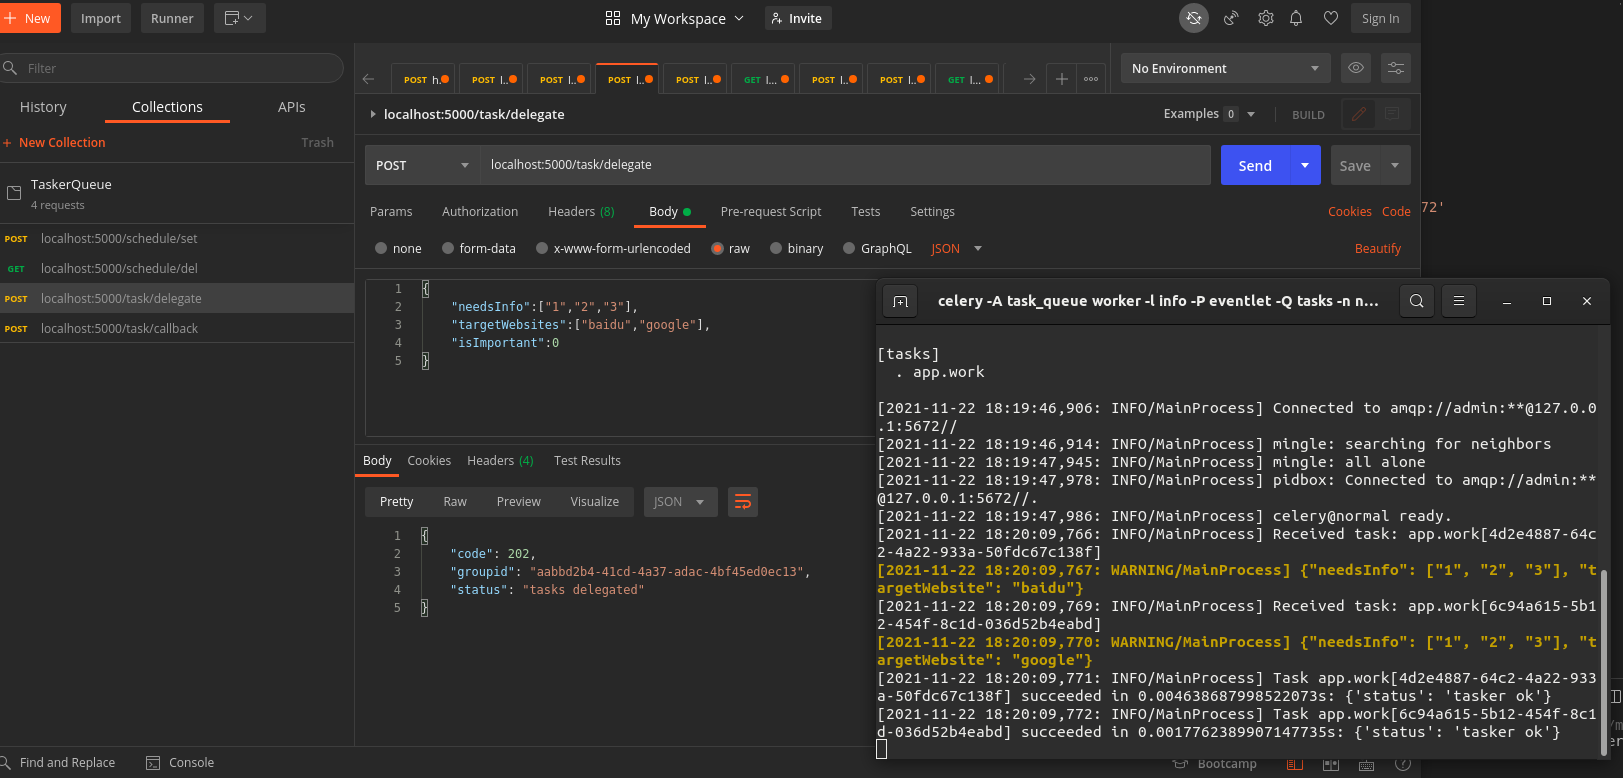 + New Import Runner
My Workspace Invite
Sign In
Filter
History Collections APIs
+ New Collection Trash
TaskerQueue
4 requests
POST localhost:5000/schedule/set
GET localhost:5000/schedule/del
POST localhost:5000/task/delegate
POST localhost:5000/task/callback
POST h... POST l... POST l... POST l... POST l... GET l... POST l... POST l... GET l...
No Environment
localhost:5000/task/delegate
Examples 0 BUILD
POST localhost:5000/task/delegate
Send Save
Params Authorization Headers (8) Body Pre-request Script Tests Settings
Cookies Code
none form-data x-www-form-urlencoded raw binary GraphQL JSON
Beautify
72'
1 {
2 "needsInfo":["1","2","3"],
3 "targetWebsites":["baidu","google"],
4 "isImportant":0
5 }
Body Cookies Headers (4) Test Results
Pretty Raw Preview Visualize JSON
1 {
2 "code": 202,
3 "groupid": "aabbd2b4-41cd-4a37-adac-4bf45ed0ec13",
4 "status": "tasks delegated"
5 }
celery -A task_queue worker -l info -P eventlet -Q tasks -n n...
[tasks]
. app.work
[2021-11-22 18:19:46,906: INFO/MainProcess] Connected to amqp://admin:**@127.0.0
.1:5672//
[2021-11-22 18:19:46,914: INFO/MainProcess] mingle: searching for neighbors
[2021-11-22 18:19:47,945: INFO/MainProcess] mingle: all alone
[2021-11-22 18:19:47,978: INFO/MainProcess] pidbox: Connected to amqp://admin:**
@127.0.0.1:5672//.
[2021-11-22 18:19:47,986: INFO/MainProcess] celery@normal ready.
[2021-11-22 18:20:09,766: INFO/MainProcess] Received task: app.work[4d2e4887-64c
2-4a22-933a-50fdc67c138f]
[2021-11-22 18:20:09,767: WARNING/MainProcess] {"needsInfo": ["1", "2", "3"], "t
argetWebsite": "baidu"}
[2021-11-22 18:20:09,769: INFO/MainProcess] Received task: app.work[6c94a615-5b1
2-454f-8c1d-036d52b4eabd]
[2021-11-22 18:20:09,770: WARNING/MainProcess] {"needsInfo": ["1", "2", "3"], "t
argetWebsite": "google"}
[2021-11-22 18:20:09,771: INFO/MainProcess] Task app.work[4d2e4887-64c2-4a22-933
a-50fdc67c138f] succeeded in 0.004638687998522073s: {'status': 'tasker ok'}
[2021-11-22 18:20:09,772: INFO/MainProcess] Task app.work[6c94a615-5b12-454f-8c1
d-036d52b4eabd] succeeded in 0.0017762389907147735s: {'status': 'tasker ok'}
Find and Replace Console
Bootcamp